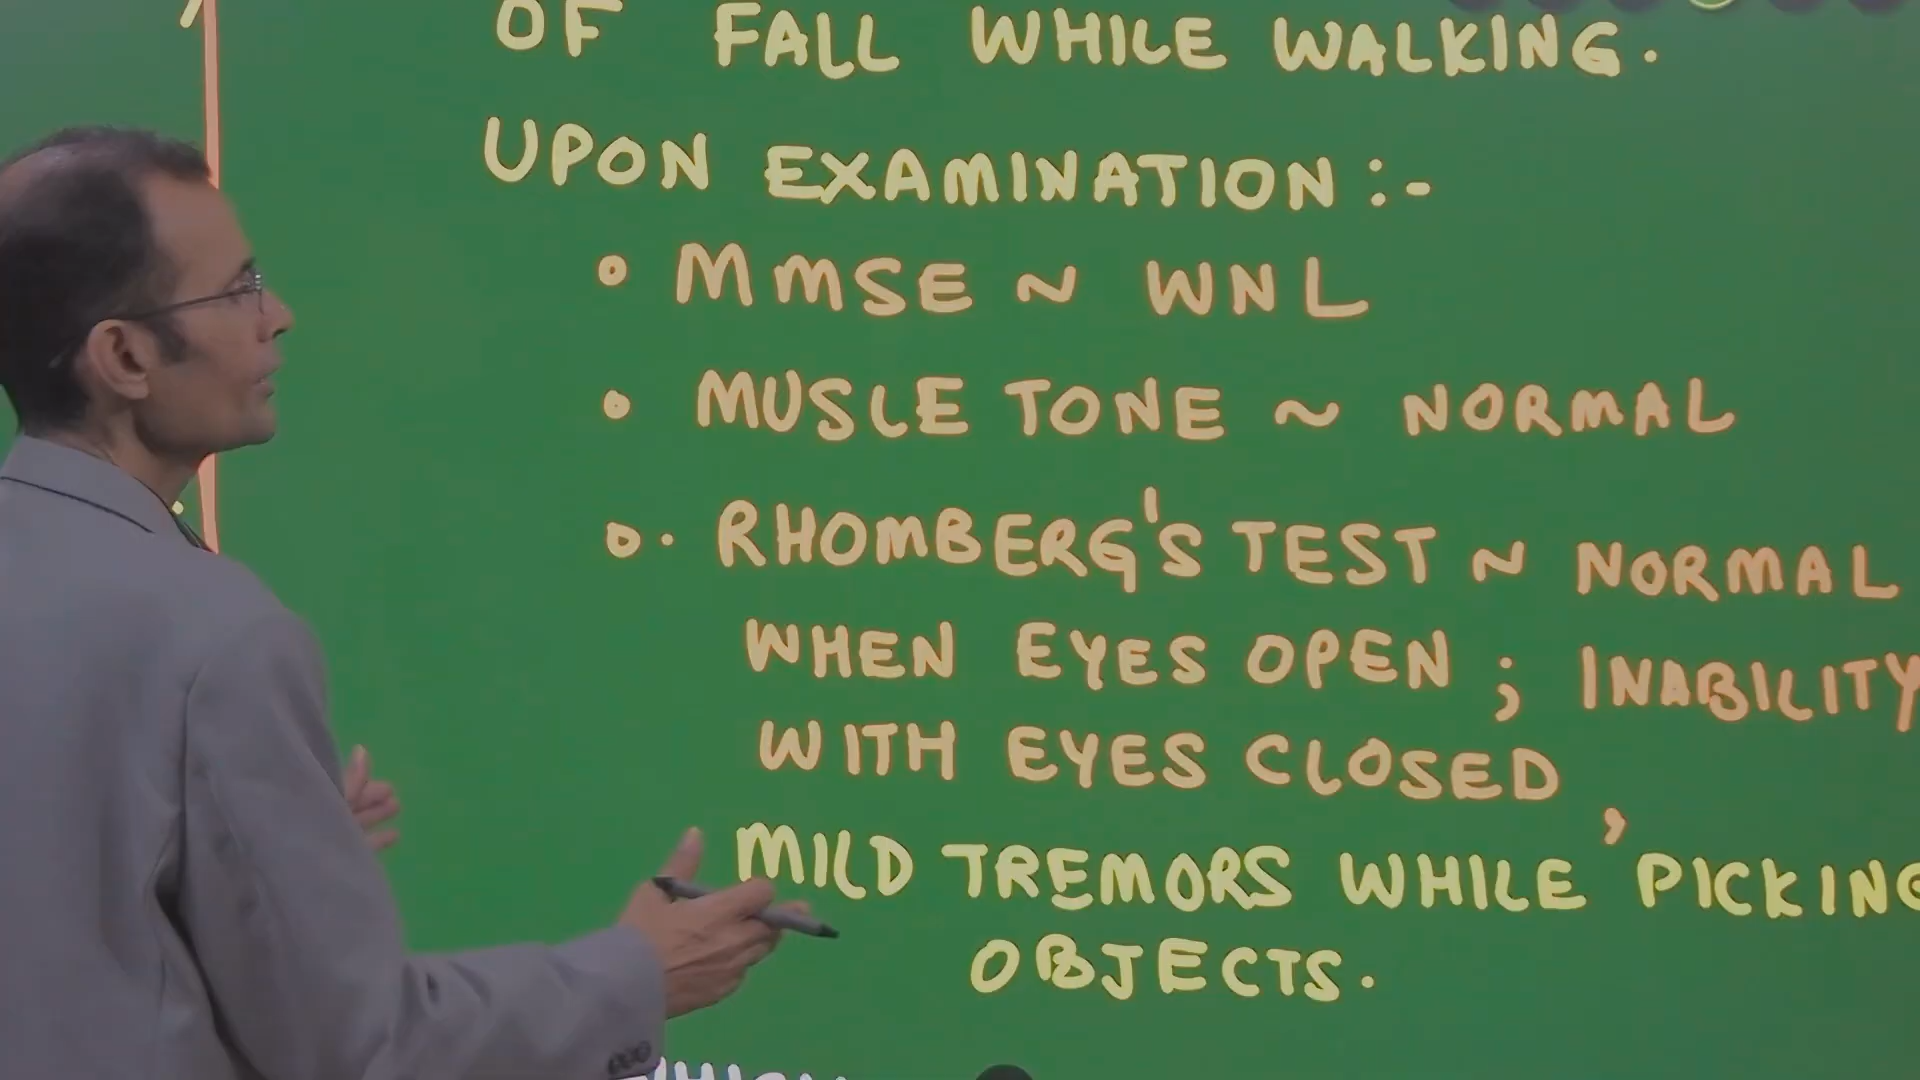 OF FALL WHILE WALKING.
UPON EXAMINATION :-
• MMSE ~ WNL
• MUSCLE TONE ~ NORMAL
• RHOMBERG'S TEST ~ NORMAL
WHEN EYES OPEN ; INABILITY
WITH EYES CLOSED ,
MILD TREMORS WHILE PICKING
OBJECTS.